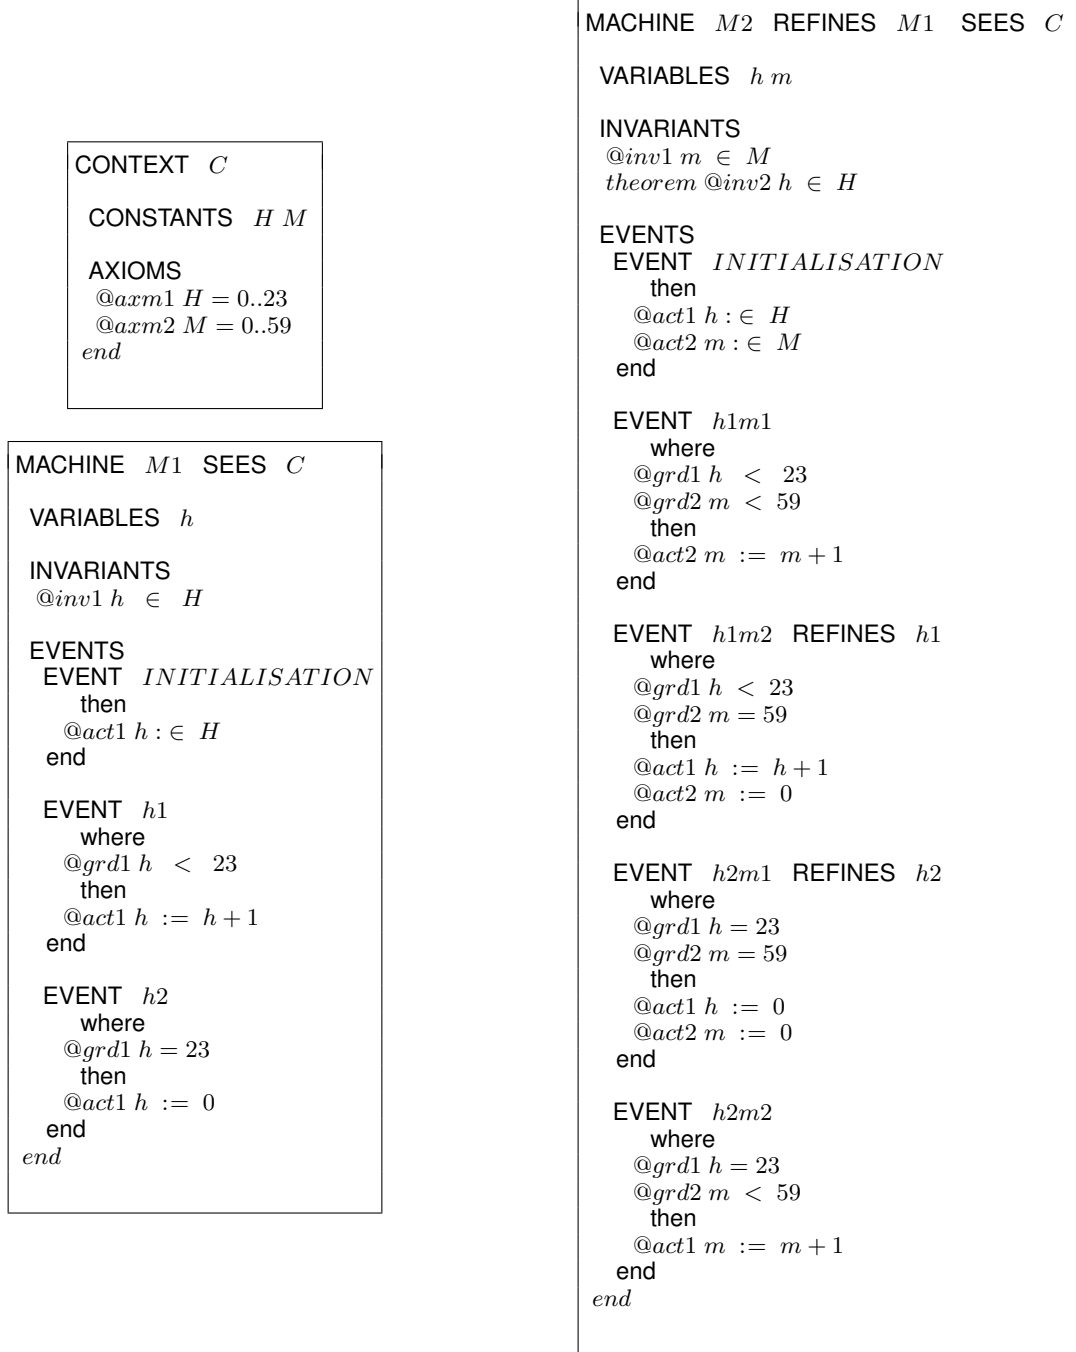 CONTEXT C
CONSTANTS H M
AXIOMS
@axm1 H = 0..23
@axm2 M = 0..59
end
MACHINE M1 SEES C
VARIABLES h
INVARIANTS
@inv1 h ∈ H
EVENTS
EVENT INITIALISATION
then
@act1 h :∈ H
end
EVENT h1
where
@grd1 h < 23
then
@act1 h := h + 1
end
EVENT h2
where
@grd1 h = 23
then
@act1 h := 0
end
end
MACHINE M2 REFINES M1 SEES C
VARIABLES h m
INVARIANTS
@inv1 m ∈ M
theorem @inv2 h ∈ H
EVENTS
EVENT INITIALISATION
then
@act1 h :∈ H
@act2 m :∈ M
end
EVENT h1m1
where
@grd1 h < 23
@grd2 m < 59
then
@act2 m := m + 1
end
EVENT h1m2 REFINES h1
where
@grd1 h < 23
@grd2 m = 59
then
@act1 h := h + 1
@act2 m := 0
end
EVENT h2m1 REFINES h2
where
@grd1 h = 23
@grd2 m = 59
then
@act1 h := 0
@act2 m := 0
end
EVENT h2m2
where
@grd1 h = 23
@grd2 m < 59
then
@act1 m := m + 1
end
end